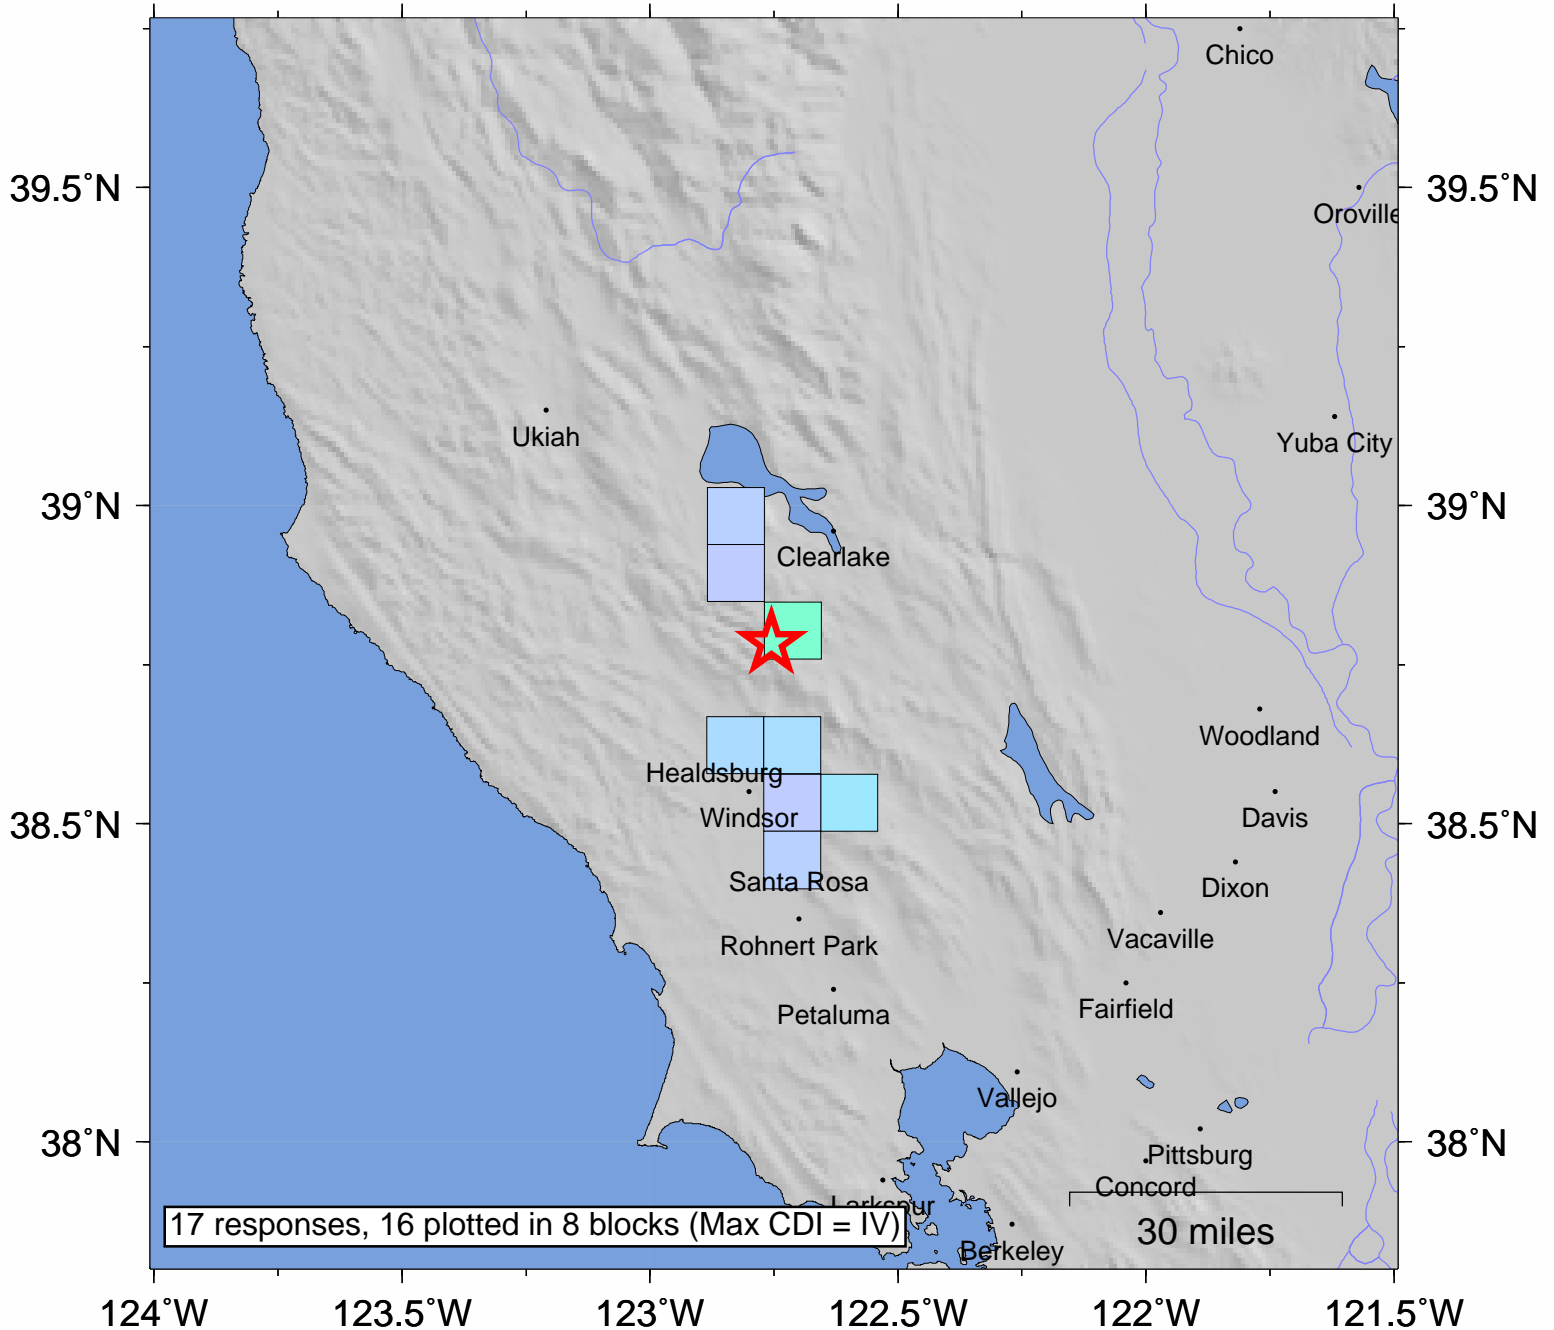 Chico
39.5°N
39.5°N
Oroville
Ukiah
Yuba City
39°N
39°N
Clearlake
Woodland
Healdsburg
Windsor
Davis
38.5°N
38.5°N
Santa Rosa
Dixon
Rohnert Park
Vacaville
Petaluma
Fairfield
Vallejo
38°N
38°N
Pittsburg
Concord
Larkspur
17 responses, 16 plotted in 8 blocks (Max CDI = IV)
30 miles
Berkeley
124°W
123.5°W
123°W
122.5°W
122°W
121.5°W